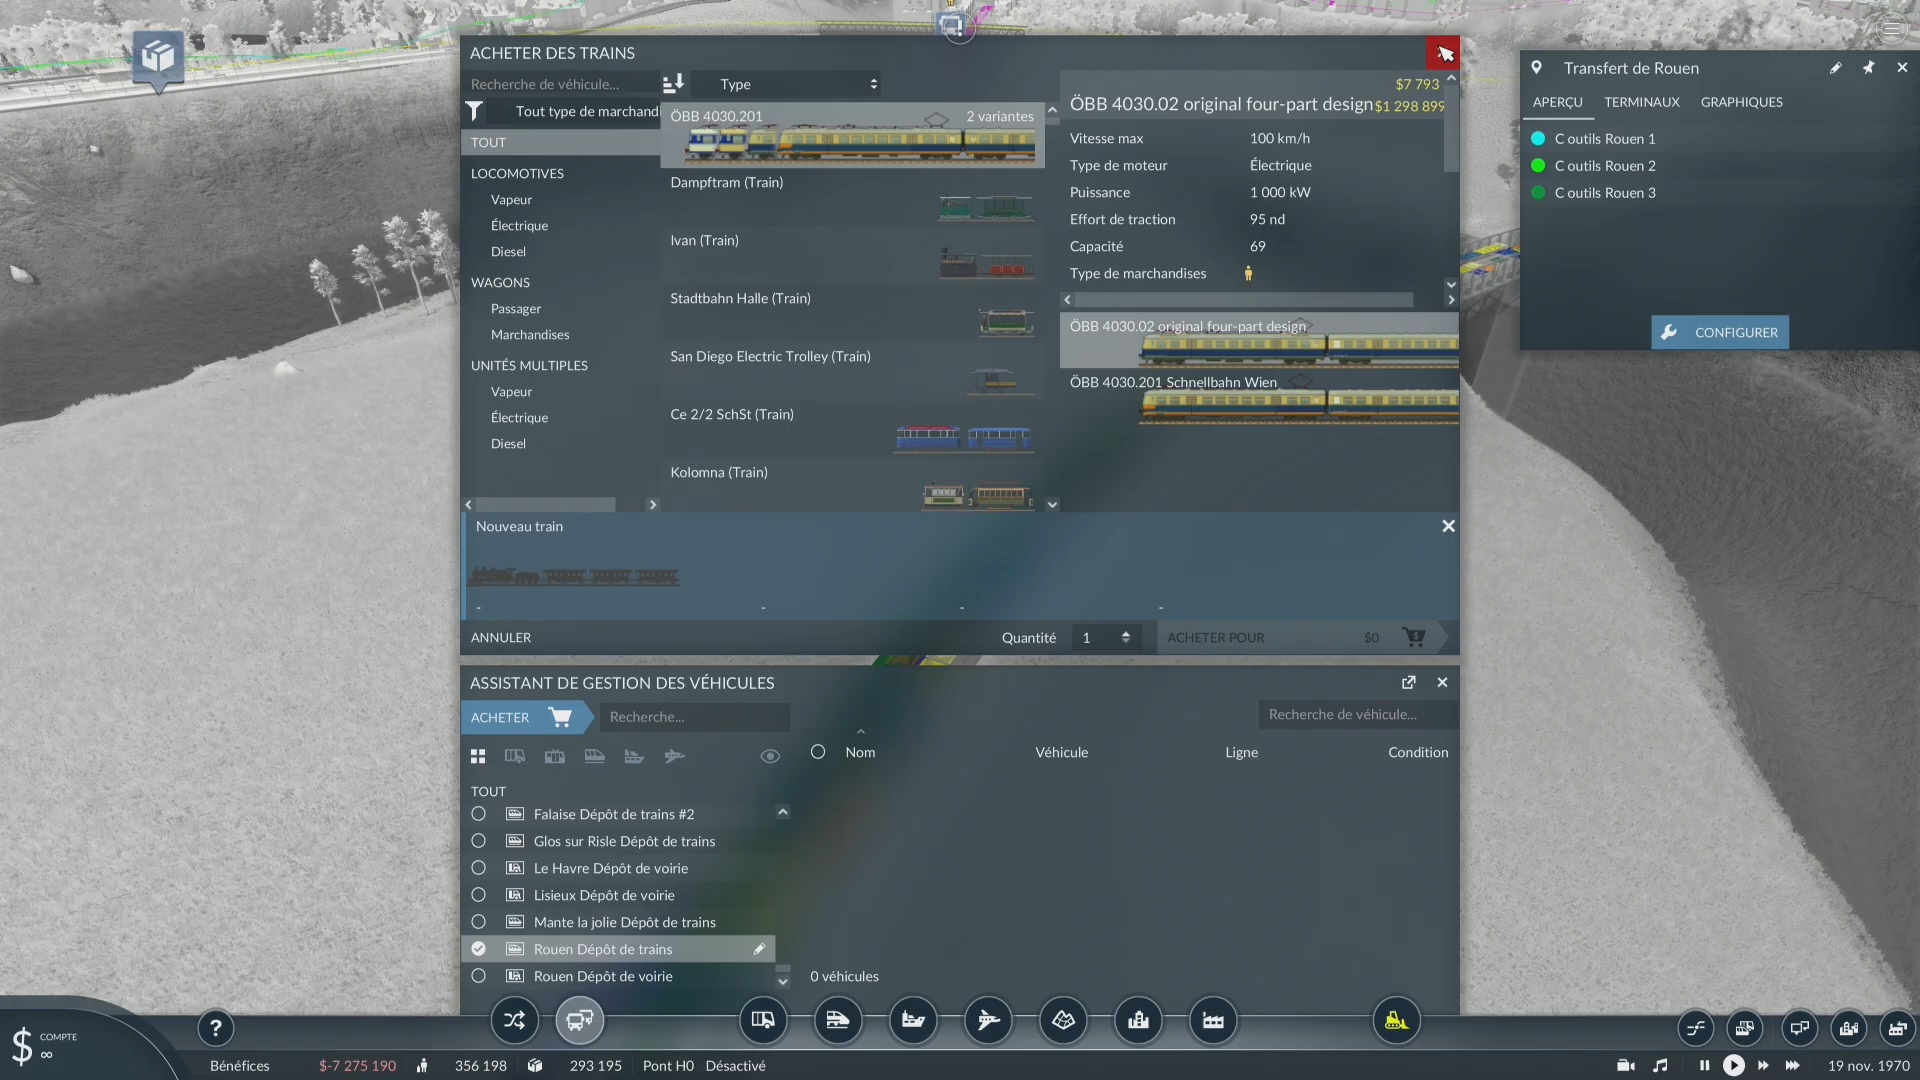 ACHETER DES TRAINS
Recherche de véhicule...
Type
Tout type de marchandi
TOUT
LOCOMOTIVES
Vapeur
Électrique
Diesel
WAGONS
Passager
Marchandises
UNITÉS MULTIPLES
Vapeur
Électrique
Diesel
ÖBB 4030.201
2 variantes
Dampftram (Train)
Ivan (Train)
Stadtbahn Halle (Train)
San Diego Electric Trolley (Train)
Ce 2/2 SchSt (Train)
Kolomna (Train)
$7 793
ÖBB 4030.02 original four-part design
$1 298 899
Vitesse max 100 km/h
Type de moteur Électrique
Puissance 1 000 kW
Effort de traction 95 nd
Capacité 69
Type de marchandises
ÖBB 4030.02 original four-part design
ÖBB 4030.201 Schnellbahn Wien
Nouveau train
- - - -
ANNULER
Quantité 1
ACHETER POUR $0
Transfert de Rouen
APERÇU TERMINAUX GRAPHIQUES
C outils Rouen 1
C outils Rouen 2
C outils Rouen 3
CONFIGURER
ASSISTANT DE GESTION DES VÉHICULES
ACHETER
Recherche...
Recherche de véhicule...
Nom Véhicule Ligne Condition
TOUT
Falaise Dépôt de trains #2
Glos sur Risle Dépôt de trains
Le Havre Dépôt de voirie
Lisieux Dépôt de voirie
Mante la jolie Dépôt de trains
Rouen Dépôt de trains
Rouen Dépôt de voirie
0 véhicules
$ COMPTE
∞
?
Bénéfices $-7 275 190
356 198
293 195
Pont H0 Désactivé
19 nov. 1970